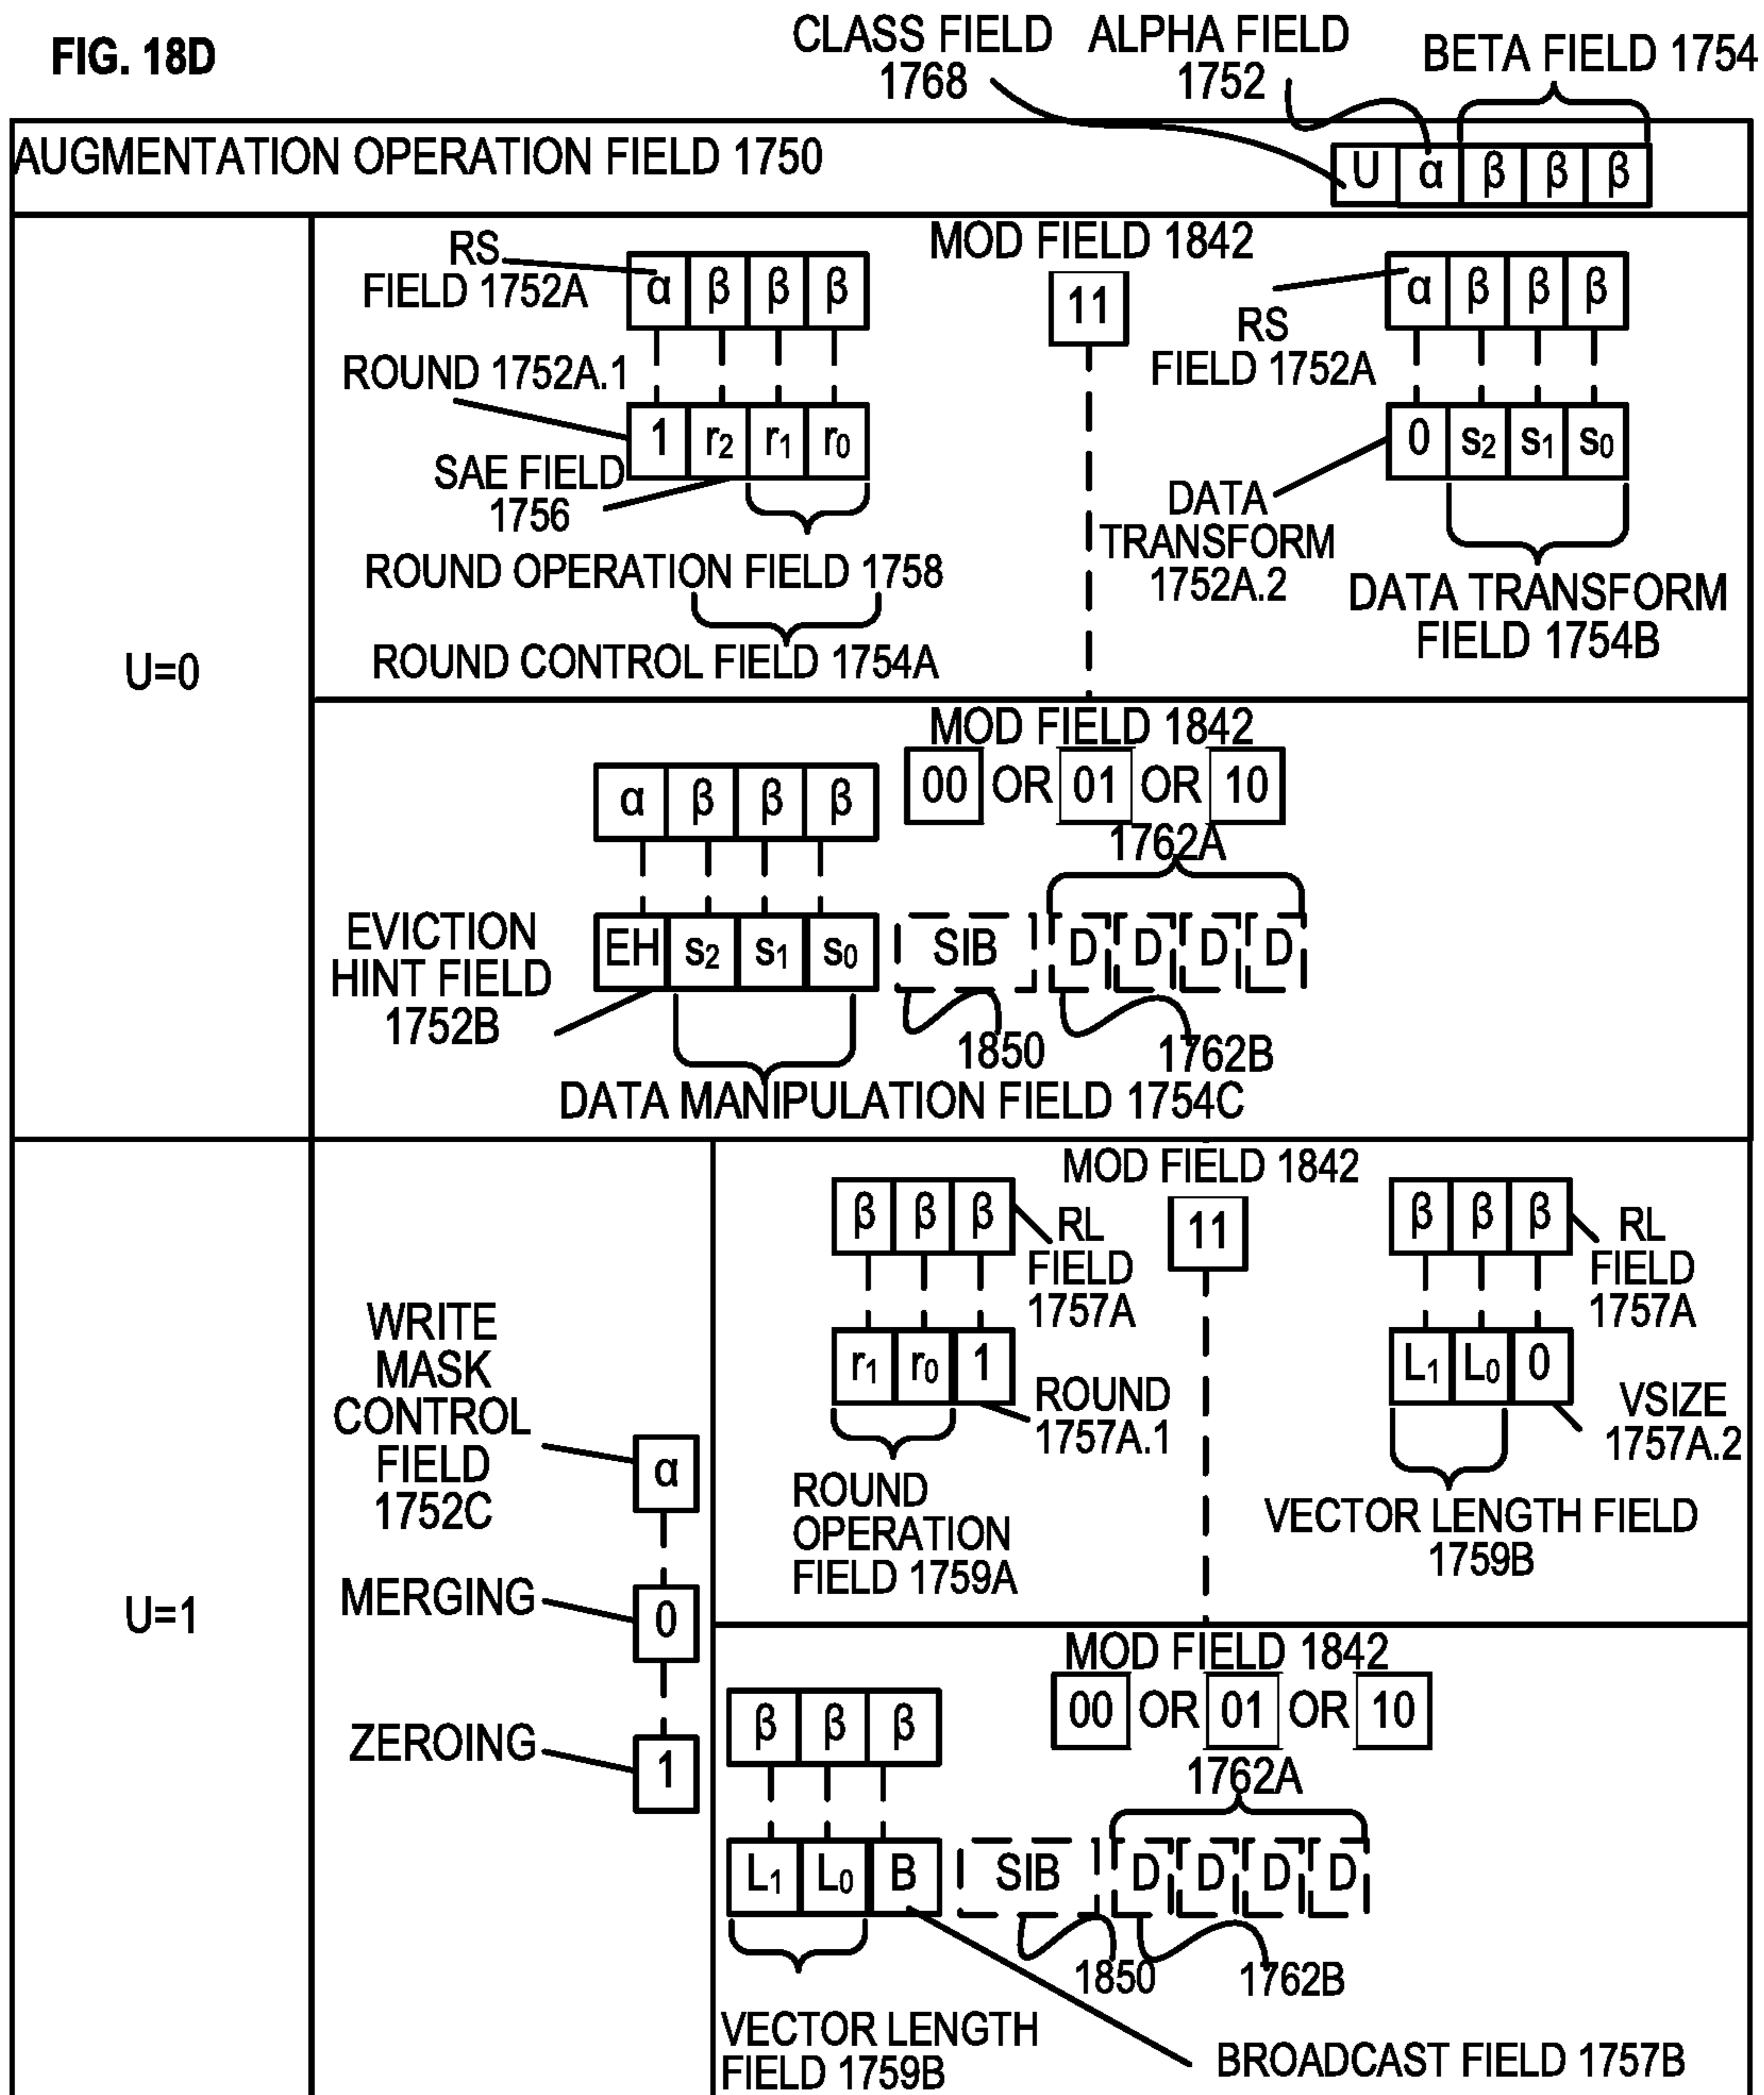 FIG. 18D
CLASS FIELD
1768
ALPHA FIELD
1752
BETA FIELD 1754
AUGMENTATION OPERATION FIELD 1750
U α β β β
U=0
MOD FIELD 1842
11
RS
FIELD 1752A
α β β β
ROUND 1752A.1
1 r2 r1 r0
SAE FIELD
1756
ROUND OPERATION FIELD 1758
ROUND CONTROL FIELD 1754A
α β β β
RS
FIELD 1752A
0 s2 s1 s0
DATA
TRANSFORM
1752A.2
DATA TRANSFORM
FIELD 1754B
MOD FIELD 1842
00 OR 01 OR 10
α β β β
1762A
EVICTION
HINT FIELD
1752B
EH s2 s1 s0 SIB D D D D
1850
1762B
DATA MANIPULATION FIELD 1754C
U=1
WRITE
MASK
CONTROL
FIELD
1752C
α
MERGING
0
ZEROING
1
MOD FIELD 1842
11
β β β
RL
FIELD
1757A
r1 r0 1
ROUND
1757A.1
ROUND
OPERATION
FIELD 1759A
β β β
RL
FIELD
1757A
L1 L0 0
VSIZE
1757A.2
VECTOR LENGTH FIELD
1759B
MOD FIELD 1842
00 OR 01 OR 10
β β β
1762A
L1 L0 B SIB D D D D
1850
1762B
VECTOR LENGTH
FIELD 1759B
BROADCAST FIELD 1757B